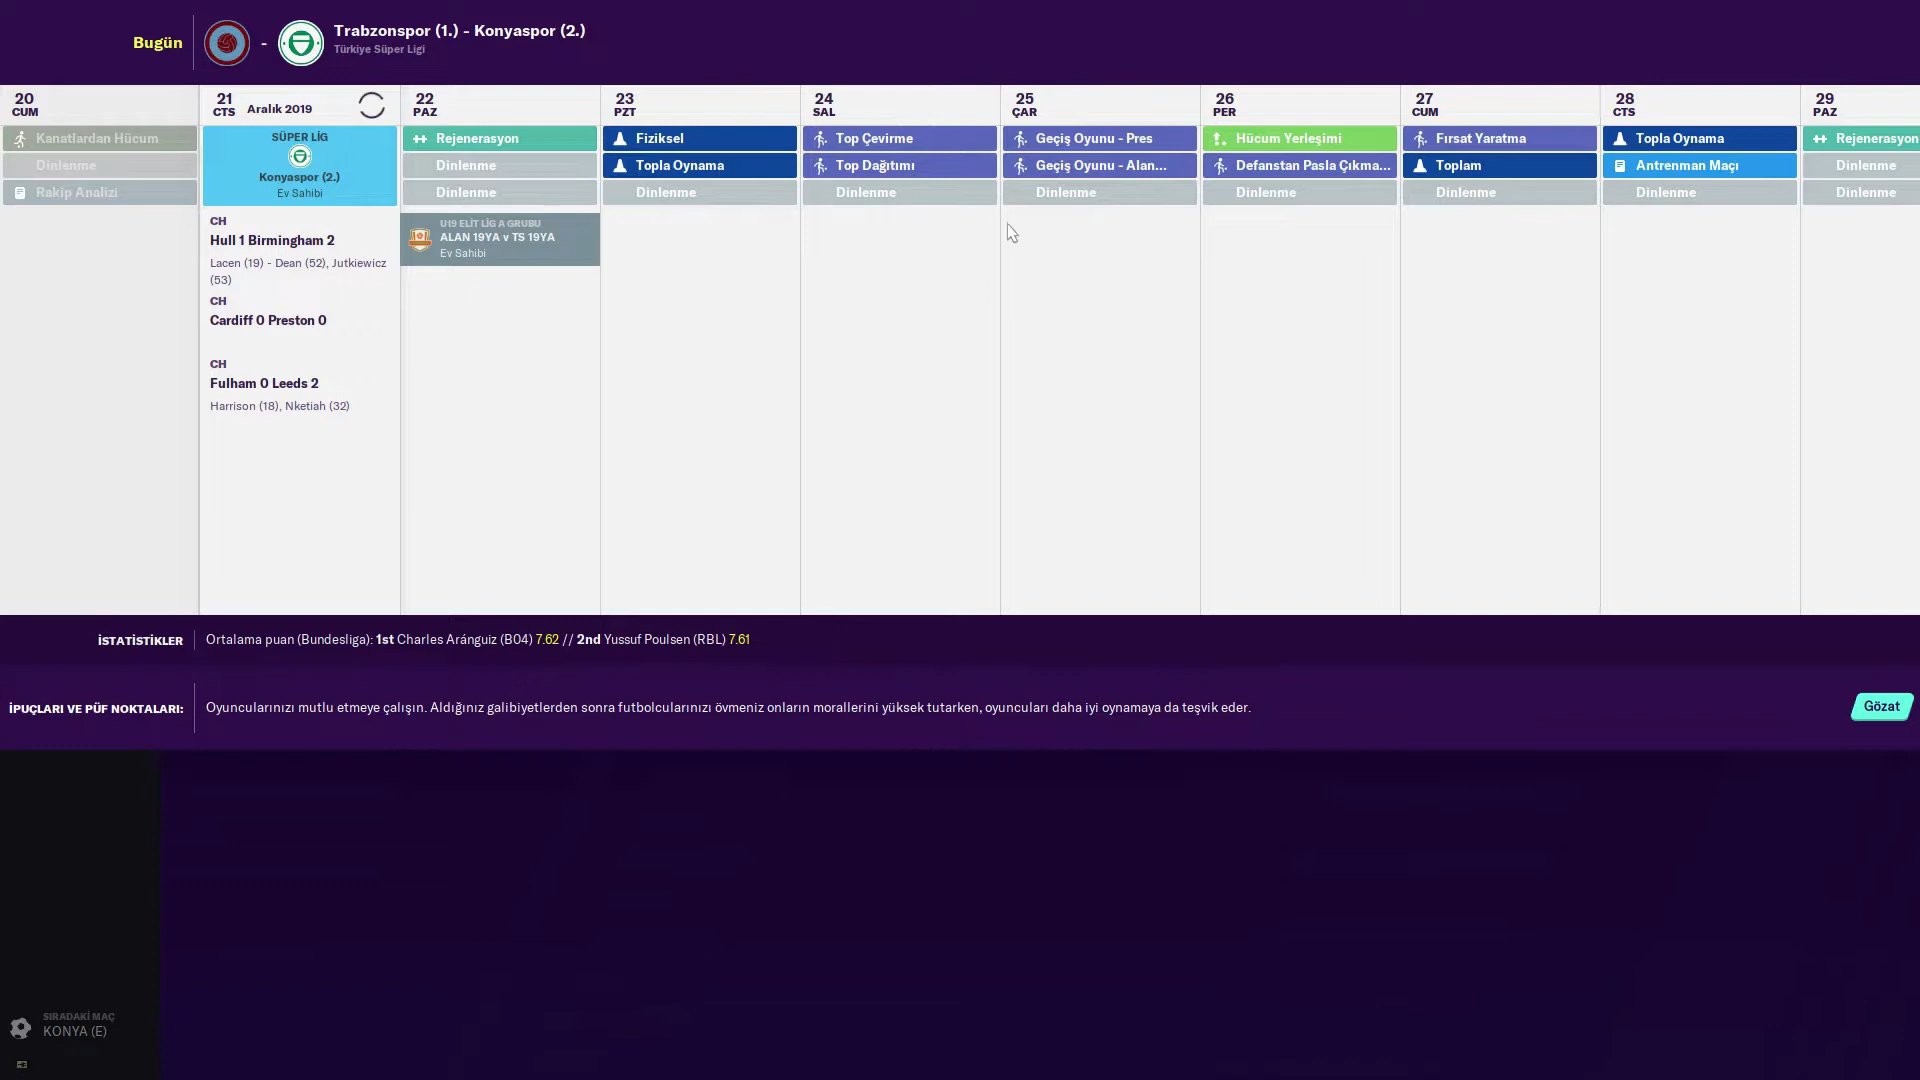 Bugün
-
Trabzonspor (1.) - Konyaspor (2.)
Türkiye Süper Ligi
20
CUM
Kanatlardan Hücum
Dinlenme
Rakip Analizi
21
CTS
Aralık 2019
SÜPER LİG
Konyaspor (2.)
Ev Sahibi
CH
Hull 1 Birmingham 2
Lacen (19) - Dean (52), Jutkiewicz
(53)
CH
Cardiff 0 Preston 0
CH
Fulham 0 Leeds 2
Harrison (18), Nketiah (32)
22
PAZ
Rejenerasyon
Dinlenme
Dinlenme
U19 ELİT LİG A GRUBU
ALAN 19YA v TS 19YA
Ev Sahibi
23
PZT
Fiziksel
Topla Oynama
Dinlenme
24
SAL
Top Çevirme
Top Dağıtımı
Dinlenme
25
ÇAR
Geçiş Oyunu - Pres
Geçiş Oyunu - Alan...
Dinlenme
26
PER
Hücum Yerleşimi
Defanstan Pasla Çıkma...
Dinlenme
27
CUM
Fırsat Yaratma
Toplam
Dinlenme
28
CTS
Topla Oynama
Antrenman Maçı
Dinlenme
29
PAZ
Rejenerasyon
Dinlenme
Dinlenme
İSTATİSTİKLER
Ortalama puan (Bundesliga): 1st Charles Aránguiz (B04) 7.62 // 2nd Yussuf Poulsen (RBL) 7.61
İPUÇLARI VE PÜF NOKTALARI:
Oyuncularınızı mutlu etmeye çalışın. Aldığınız galibiyetlerden sonra futbolcularınızı övmeniz onların morallerini yüksek tutarken, oyuncuları daha iyi oynamaya da teşvik eder.
Gözat
SIRADAKİ MAÇ
KONYA (E)